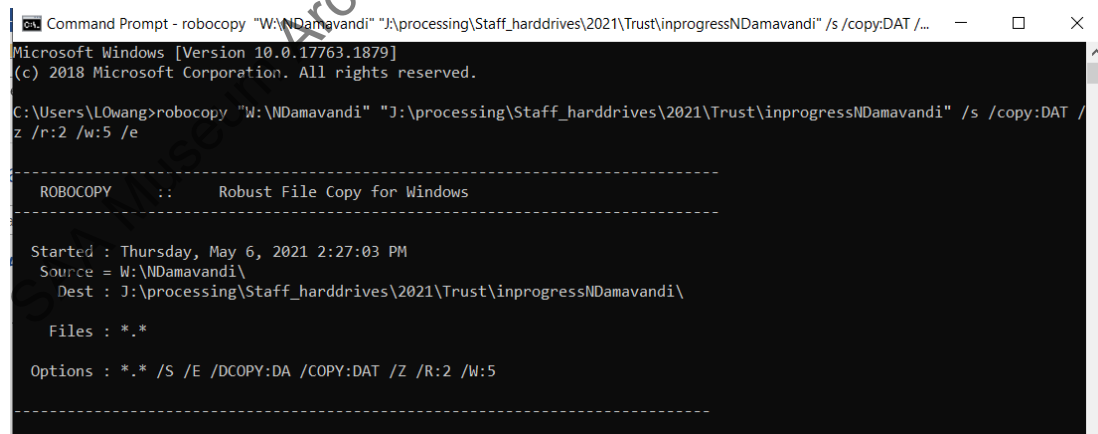 Command Prompt - robocopy "W:\NDamavandi" "J:\processing\Staff_harddrives\2021\Trust\inprogressNDamavandi" /s /copy:DAT /...
Microsoft Windows [Version 10.0.17763.1879]
(c) 2018 Microsoft Corporation. All rights reserved.
C:\Users\LOwang>robocopy "W:\NDamavandi" "J:\processing\Staff_harddrives\2021\Trust\inprogressNDamavandi" /s /copy:DAT /
z /r:2 /w:5 /e
-------------------------------------------------------------------------------
ROBOCOPY     ::     Robust File Copy for Windows
-------------------------------------------------------------------------------
Started : Thursday, May 6, 2021 2:27:03 PM
Source = W:\NDamavandi\
Dest : J:\processing\Staff_harddrives\2021\Trust\inprogressNDamavandi\
Files : *.*
Options : *.* /S /E /DCOPY:DA /COPY:DAT /Z /R:2 /W:5
------------------------------------------------------------------------------